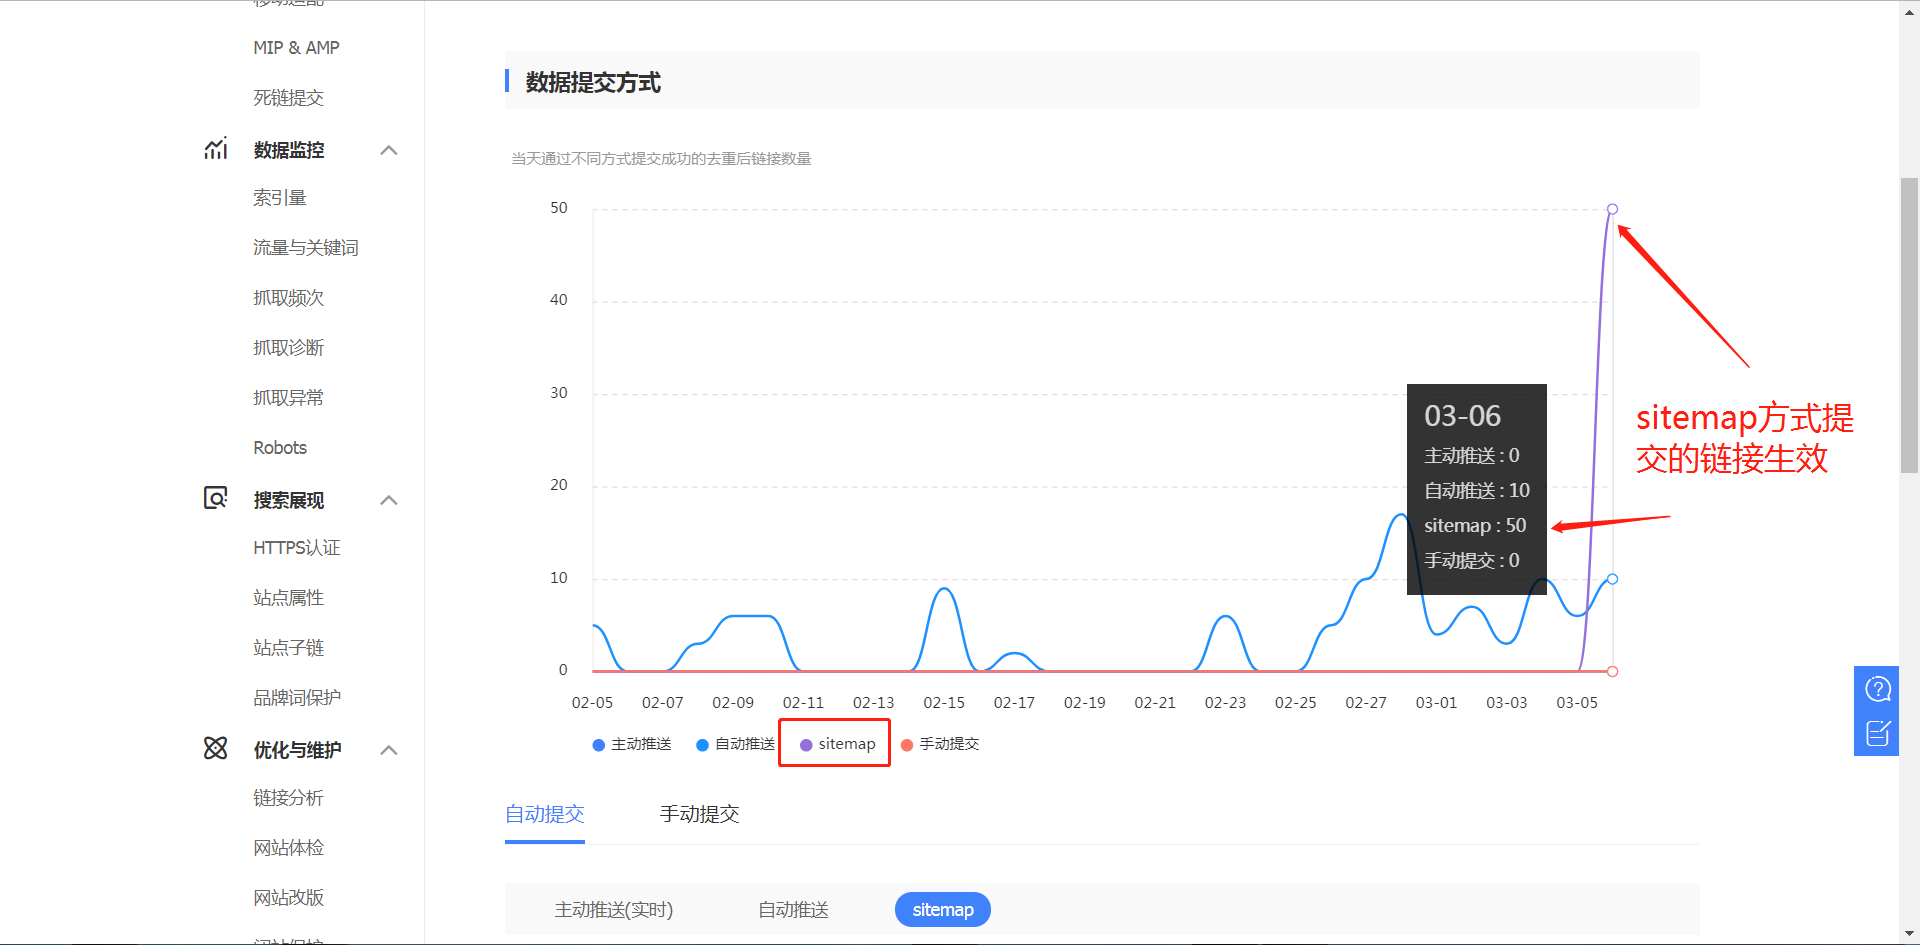 移动适配
MIP & AMP
死链提交
数据监控
索引量
流量与关键词
抓取频次
抓取诊断
抓取异常
Robots
搜索展现
HTTPS认证
站点属性
站点子链
品牌词保护
优化与维护
链接分析
网站体检
网站改版
闭站保护
数据提交方式
当天通过不同方式提交成功的去重后链接数量
50
40
30
20
10
0
02-05 02-07 02-09 02-11 02-13 02-15 02-17 02-19 02-21 02-23 02-25 02-27 03-01 03-03 03-05
03-06
主动推送 : 0
自动推送 : 10
sitemap : 50
手动提交 : 0
sitemap方式提
交的链接生效
主动推送 自动推送 sitemap 手动提交
自动提交 手动提交
主动推送(实时) 自动推送 sitemap